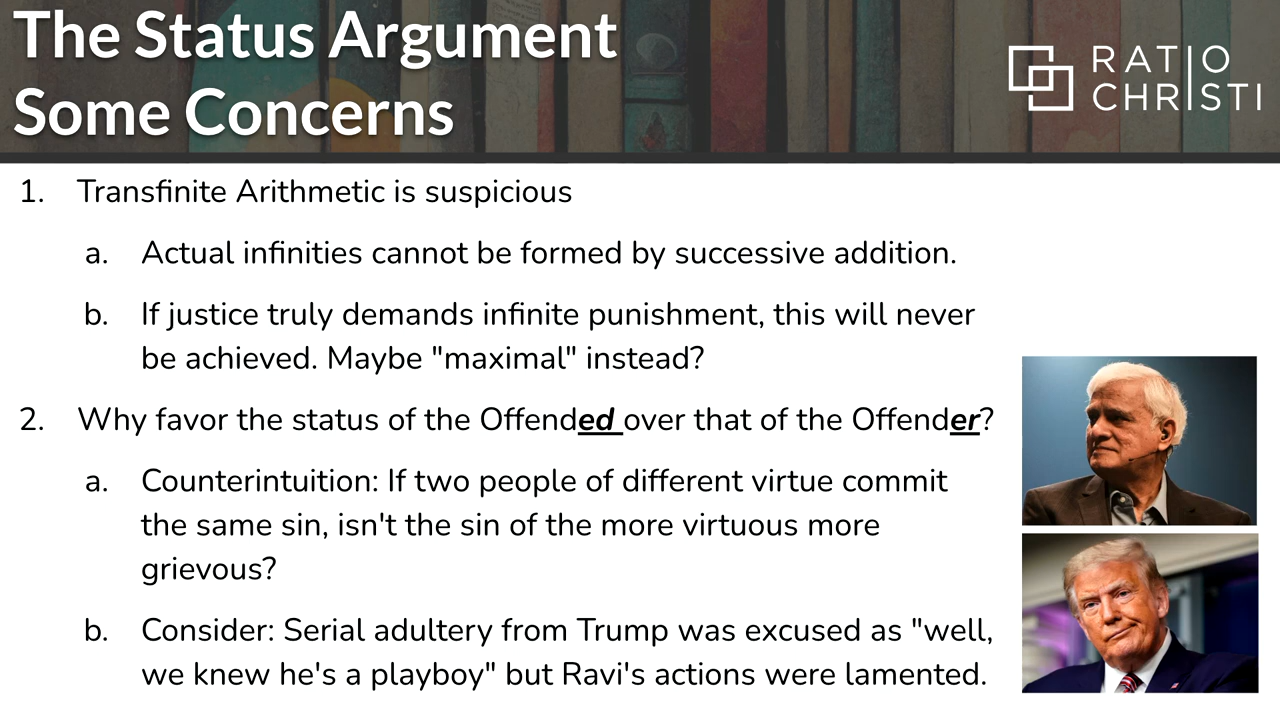 The Status Argument
Some Concerns
RATIO
CHRISTI
1. Transfinite Arithmetic is suspicious
a. Actual infinities cannot be formed by successive addition.
b. If justice truly demands infinite punishment, this will never
be achieved. Maybe "maximal" instead?
2. Why favor the status of the Offended over that of the Offender?
a. Counterintuition: If two people of different virtue commit
the same sin, isn't the sin of the more virtuous more
grievous?
b. Consider: Serial adultery from Trump was excused as "well,
we knew he's a playboy" but Ravi's actions were lamented.